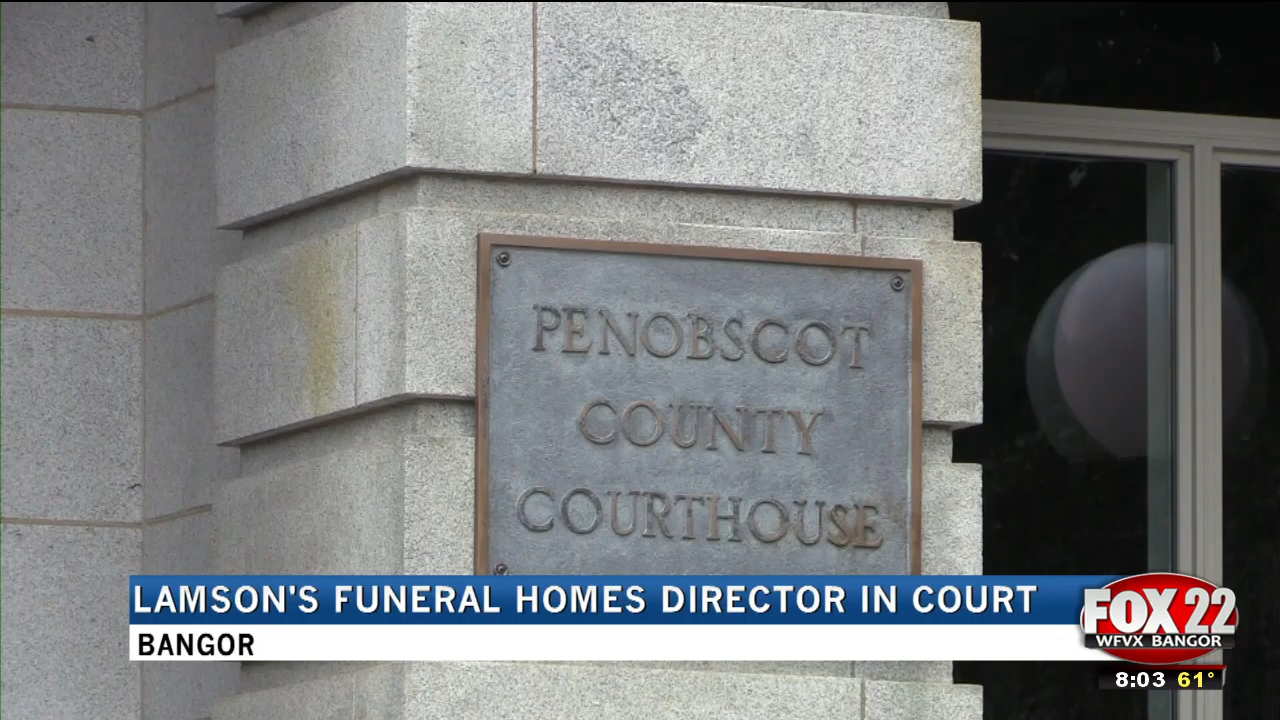 PENOBSCOT
COUNTY
COURTHOUSE
LAMSON'S FUNERAL HOMES DIRECTOR IN COURT
BANGOR
FOX 22
WFVX BANGOR
8:03 61°